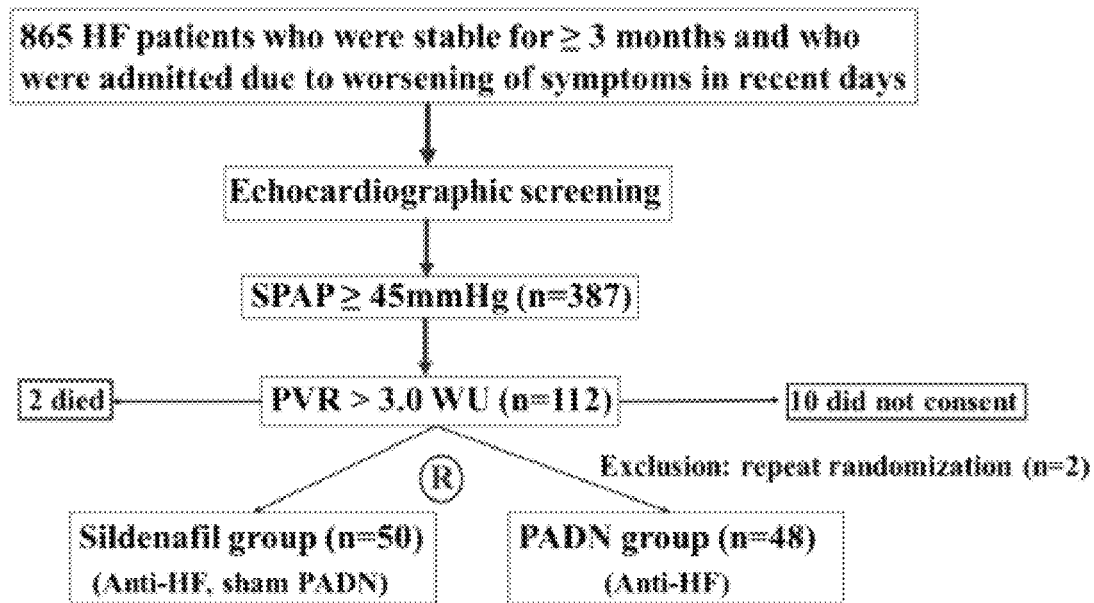 865 HF patients who were stable for ≥ 3 months and who
were admitted due to worsening of symptoms in recent days
Echocardiographic screening
SPAP ≥ 45mmHg (n=387)
2 died
PVR > 3.0 WU (n=112)
10 did not consent
R
Exclusion: repeat randomization (n=2)
Sildenafil group (n=50)
(Anti-HF, sham PADN)
PADN group (n=48)
(Anti-HF)